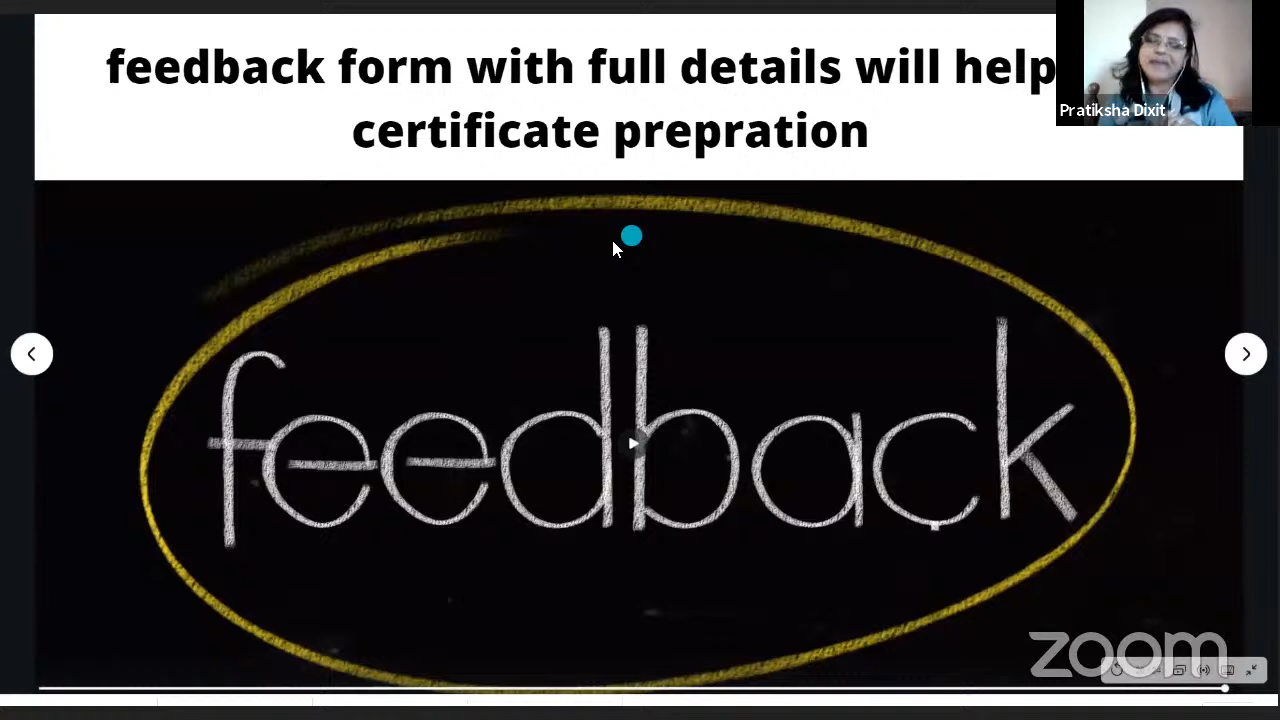 feedback form with full details will help
certificate prepration
Pratiksha Dixit
feedback
zoom